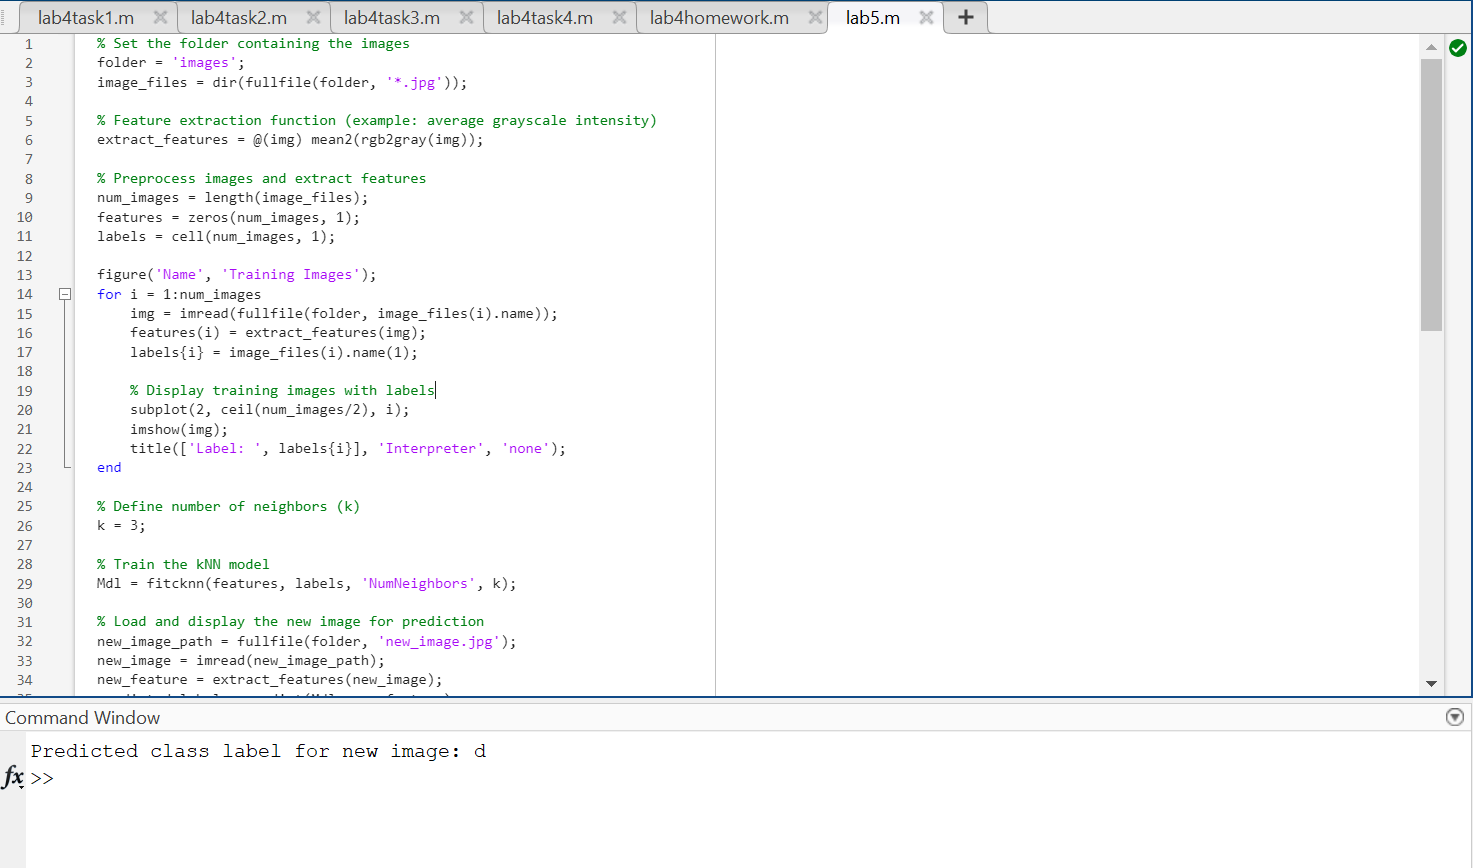 lab4task1.m lab4task2.m lab4task3.m lab4task4.m lab4homework.m lab5.m +
1 % Set the folder containing the images
2 folder = 'images';
3 image_files = dir(fullfile(folder, '*.jpg'));
4
5 % Feature extraction function (example: average grayscale intensity)
6 extract_features = @(img) mean2(rgb2gray(img));
7
8 % Preprocess images and extract features
9 num_images = length(image_files);
10 features = zeros(num_images, 1);
11 labels = cell(num_images, 1);
12
13 figure('Name', 'Training Images');
14 for i = 1:num_images
15     img = imread(fullfile(folder, image_files(i).name));
16     features(i) = extract_features(img);
17     labels{i} = image_files(i).name(1);
18
19     % Display training images with labels
20     subplot(2, ceil(num_images/2), i);
21     imshow(img);
22     title(['Label: ', labels{i}], 'Interpreter', 'none');
23 end
24
25 % Define number of neighbors (k)
26 k = 3;
27
28 % Train the kNN model
29 Mdl = fitcknn(features, labels, 'NumNeighbors', k);
30
31 % Load and display the new image for prediction
32 new_image_path = fullfile(folder, 'new_image.jpg');
33 new_image = imread(new_image_path);
34 new_feature = extract_features(new_image);
Command Window
Predicted class label for new image: d
fx >>